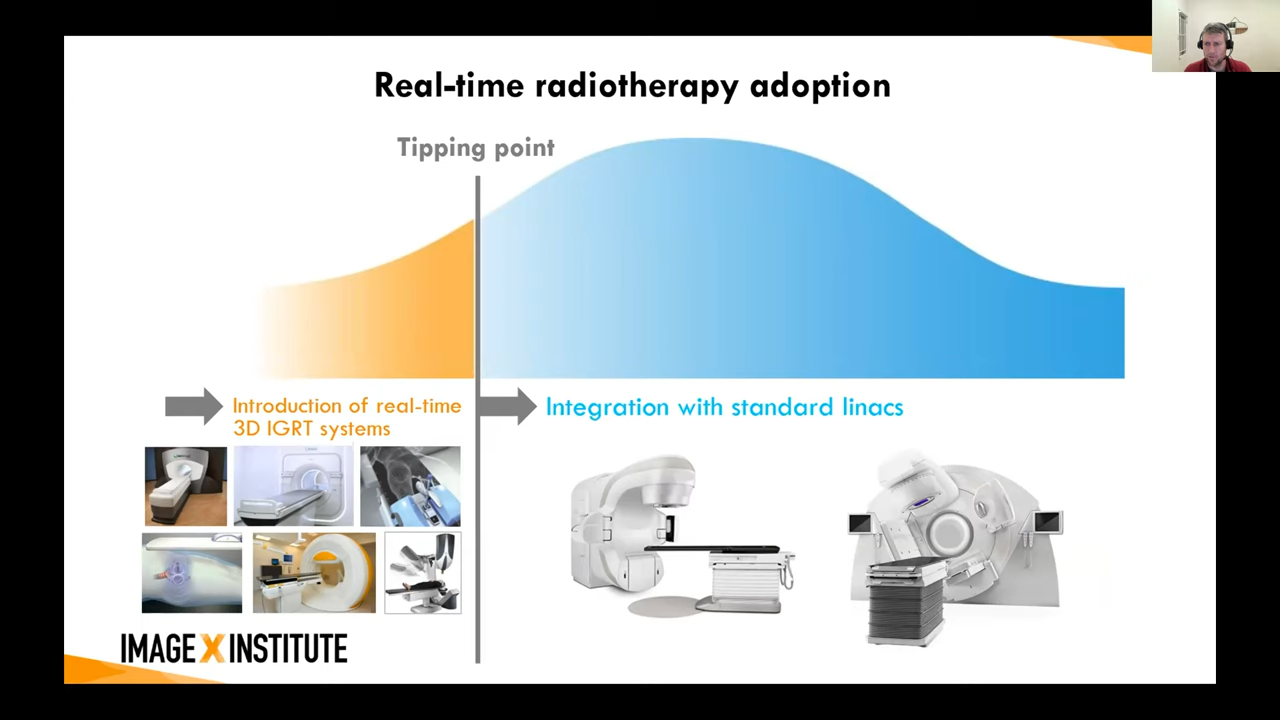 Real-time radiotherapy adoption
Tipping point
Introduction of real-time
3D IGRT systems
Integration with standard linacs
IMAGE X INSTITUTE